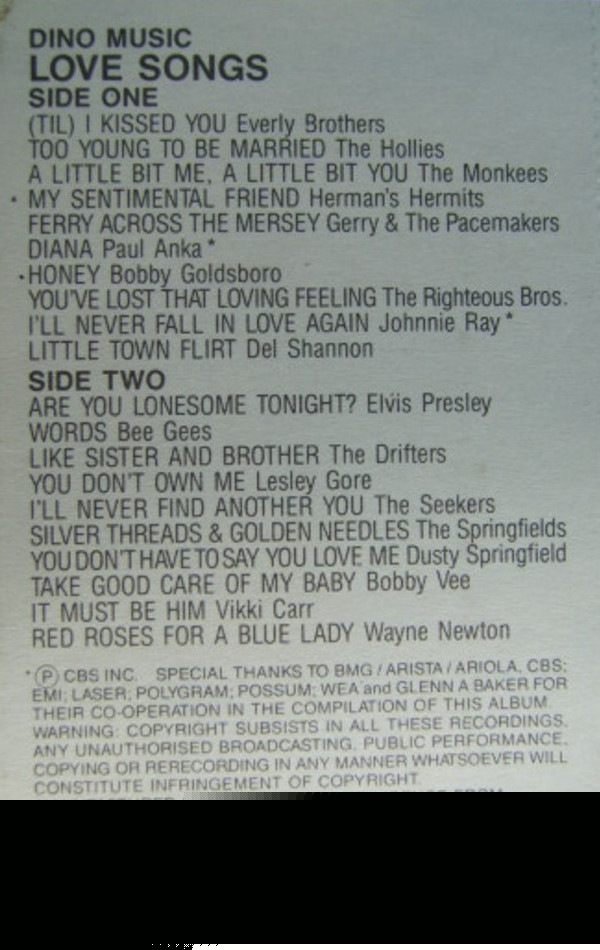 DINO MUSIC
LOVE SONGS
SIDE ONE
(TIL) I KISSED YOU Everly Brothers
TOO YOUNG TO BE MARRIED The Hollies
A LITTLE BIT ME, A LITTLE BIT YOU The Monkees
• MY SENTIMENTAL FRIEND Herman's Hermits
FERRY ACROSS THE MERSEY Gerry & The Pacemakers
DIANA Paul Anka *
• HONEY Bobby Goldsboro
YOU'VE LOST THAT LOVING FEELING The Righteous Bros.
I'LL NEVER FALL IN LOVE AGAIN Johnnie Ray *
LITTLE TOWN FLIRT Del Shannon
SIDE TWO
ARE YOU LONESOME TONIGHT? Elvis Presley
WORDS Bee Gees
LIKE SISTER AND BROTHER The Drifters
YOU DON'T OWN ME Lesley Gore
I'LL NEVER FIND ANOTHER YOU The Seekers
SILVER THREADS & GOLDEN NEEDLES The Springfields
YOU DON'T HAVE TO SAY YOU LOVE ME Dusty Springfield
TAKE GOOD CARE OF MY BABY Bobby Vee
IT MUST BE HIM Vikki Carr
RED ROSES FOR A BLUE LADY Wayne Newton
* Ⓟ CBS INC. SPECIAL THANKS TO BMG / ARISTA / ARIOLA, CBS;
EMI; LASER; POLYGRAM; POSSUM; WEA and GLENN A BAKER FOR
THEIR CO-OPERATION IN THE COMPILATION OF THIS ALBUM.
WARNING: COPYRIGHT SUBSISTS IN ALL THESE RECORDINGS.
ANY UNAUTHORISED BROADCASTING, PUBLIC PERFORMANCE,
COPYING OR RERECORDING IN ANY MANNER WHATSOEVER WILL
CONSTITUTE INFRINGEMENT OF COPYRIGHT.